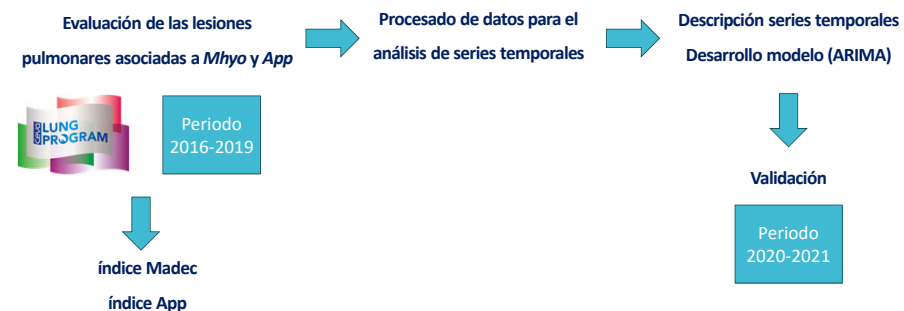 Evaluación de las lesiones
pulmonares asociadas a Mhyo y App
Procesado de datos para el
análisis de series temporales
Descripción series temporales
Desarrollo modelo (ARIMA)
LUNG
PROGRAM
Periodo
2016-2019
Validación
Periodo
2020-2021
índice Madec
índice App